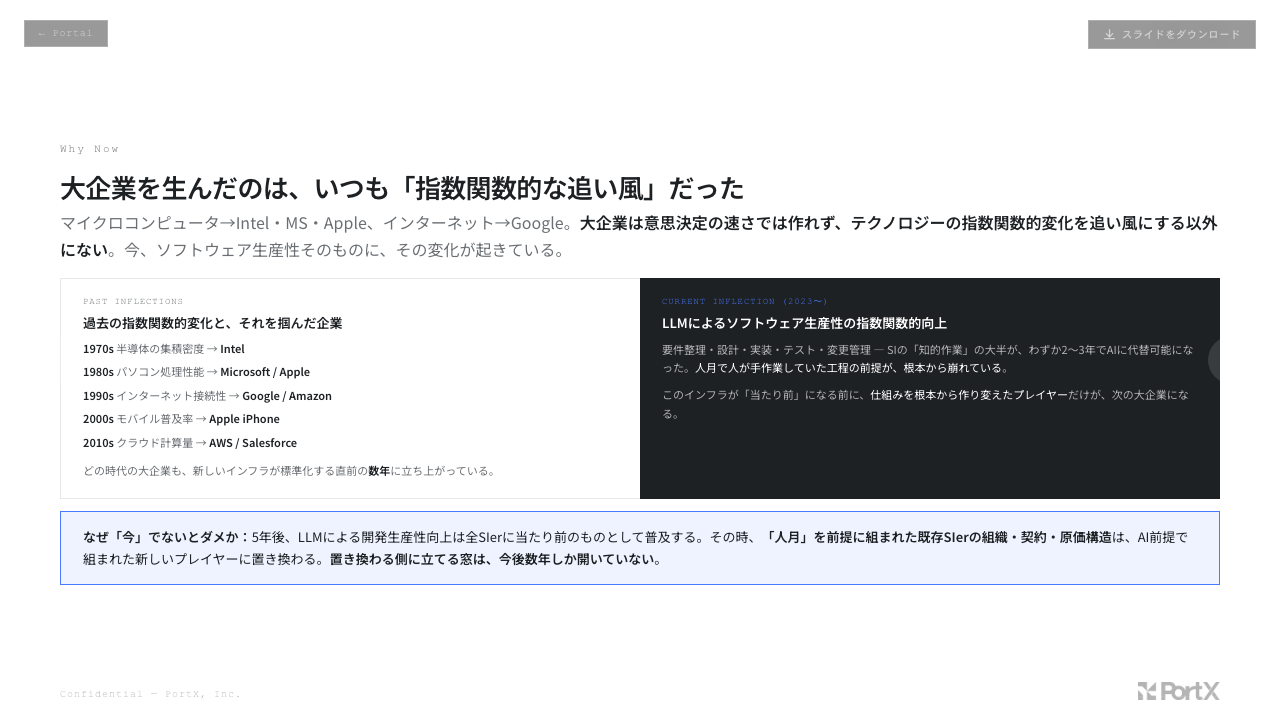 ← Portal
スライドをダウンロード
Why Now
大企業を生んだのは、いつも「指数関数的な追い風」だった
マイクロコンピュータ→Intel・MS・Apple、インターネット→Google。大企業は意思決定の速さでは作れず、テクノロジーの指数関数的変化を追い風にする以外
にない。今、ソフトウェア生産性そのものに、その変化が起きている。
PAST INFLECTIONS
過去の指数関数的変化と、それを掴んだ企業
1970s 半導体の集積密度 → Intel
1980s パソコン処理性能 → Microsoft / Apple
1990s インターネット接続性 → Google / Amazon
2000s モバイル普及率 → Apple iPhone
2010s クラウド計算量 → AWS / Salesforce
どの時代の大企業も、新しいインフラが標準化する直前の数年に立ち上がっている。
CURRENT INFLECTION (2023〜)
LLMによるソフトウェア生産性の指数関数的向上
要件整理・設計・実装・テスト・変更管理 — SIの「知的作業」の大半が、わずか2〜3年でAIに代替可能にな
った。人月で人が手作業していた工程の前提が、根本から崩れている。
このインフラが「当たり前」になる前に、仕組みを根本から作り変えたプレイヤーだけが、次の大企業にな
る。
なぜ「今」でないとダメか：5年後、LLMによる開発生産性向上は全SIerに当たり前のものとして普及する。その時、「人月」を前提に組まれた既存SIerの組織・契約・原価構造は、AI前提で
組まれた新しいプレイヤーに置き換わる。置き換わる側に立てる窓は、今後数年しか開いていない。
Confidential — PortX, Inc.
PortX